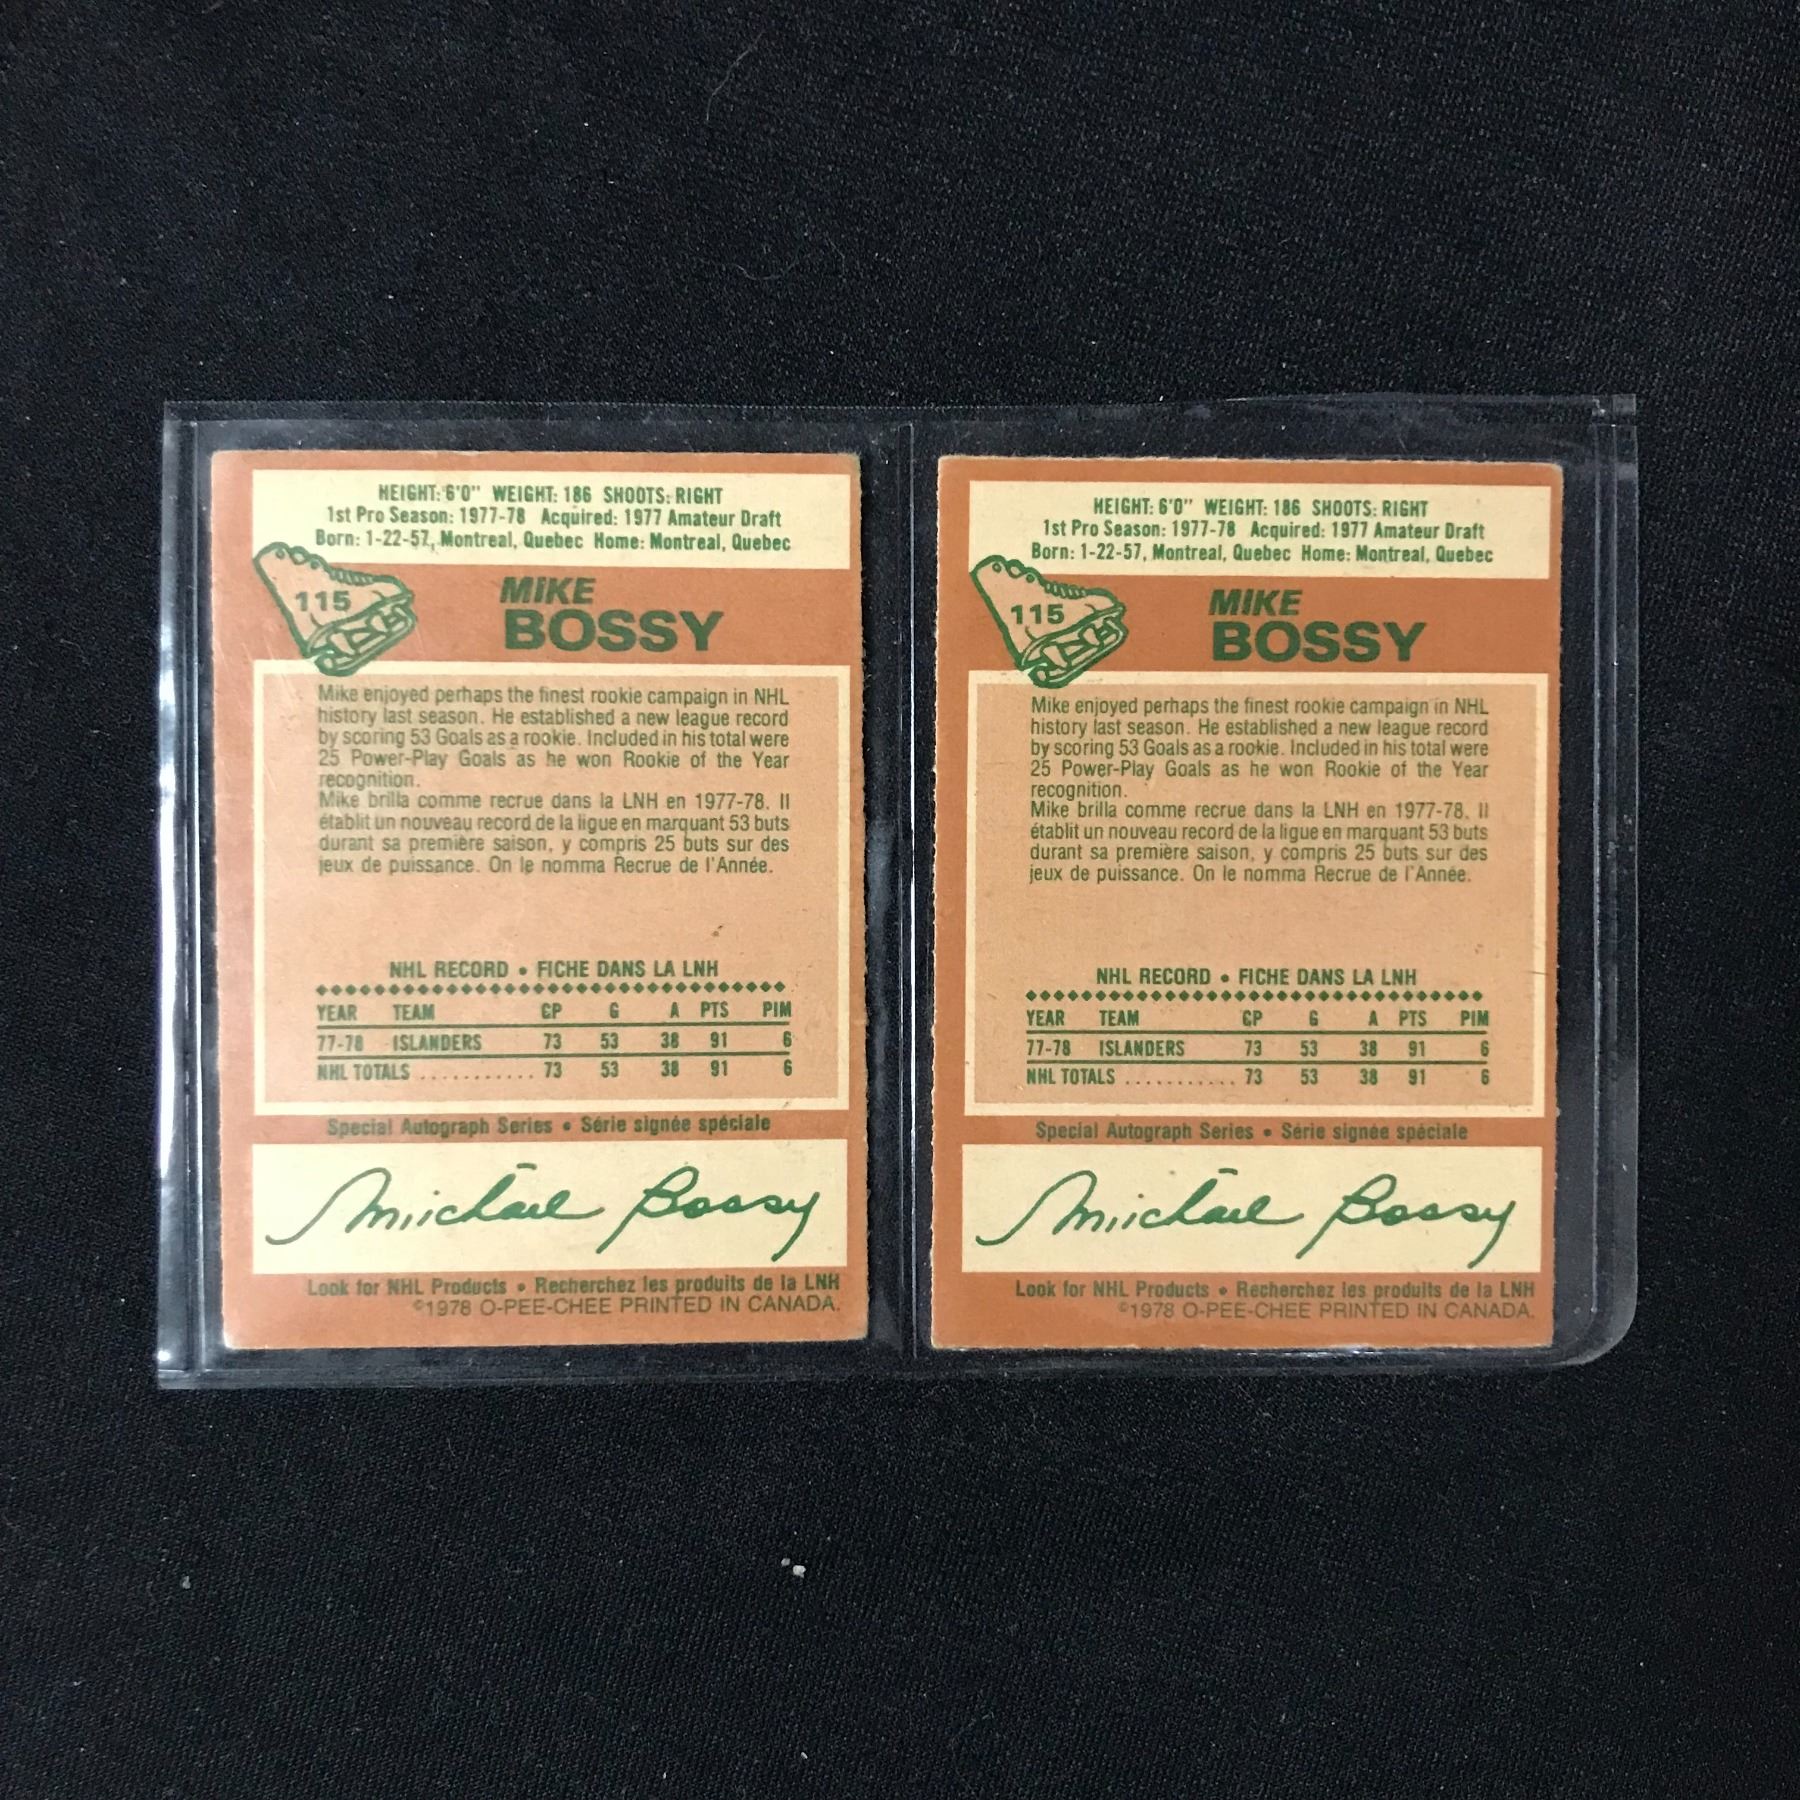 HEIGHT: 6'0" WEIGHT: 186 SHOOTS: RIGHT
1st Pro Season: 1977-78 Acquired: 1977 Amateur Draft
Born: 1-22-57, Montreal, Quebec Home: Montreal, Quebec
115
MIKE
BOSSY
Mike enjoyed perhaps the finest rookie campaign in NHL
history last season. He established a new league record
by scoring 53 Goals as a rookie. Included in his total were
25 Power-Play Goals as he won Rookie of the Year
recognition.
Mike brilla comme recrue dans la LNH en 1977-78. Il
établit un nouveau record de la ligue en marquant 53 buts
durant sa première saison, y compris 25 buts sur des
jeux de puissance. On le nomma Recrue de l'Année.
NHL RECORD • FICHE DANS LA LNH
YEAR TEAM GP G A PTS PIM
77-78 ISLANDERS 73 53 38 91 6
NHL TOTALS ............ 73 53 38 91 6
Special Autograph Series • Série signée spéciale
Michael Bossy
Look for NHL Products • Recherchez les produits de la LNH
©1978 O-PEE-CHEE PRINTED IN CANADA.
HEIGHT: 6'0" WEIGHT: 186 SHOOTS: RIGHT
1st Pro Season: 1977-78 Acquired: 1977 Amateur Draft
Born: 1-22-57, Montreal, Quebec Home: Montreal, Quebec
115
MIKE
BOSSY
Mike enjoyed perhaps the finest rookie campaign in NHL
history last season. He established a new league record
by scoring 53 Goals as a rookie. Included in his total were
25 Power-Play Goals as he won Rookie of the Year
recognition.
Mike brilla comme recrue dans la LNH en 1977-78. Il
établit un nouveau record de la ligue en marquant 53 buts
durant sa première saison, y compris 25 buts sur des
jeux de puissance. On le nomma Recrue de l'Année.
NHL RECORD • FICHE DANS LA LNH
YEAR TEAM GP G A PTS PIM
77-78 ISLANDERS 73 53 38 91 6
NHL TOTALS ........... 73 53 38 91 6
Special Autograph Series • Série signée spéciale
Michael Bossy
Look for NHL Products • Recherchez les produits de la LNH
©1978 O-PEE-CHEE PRINTED IN CANADA.